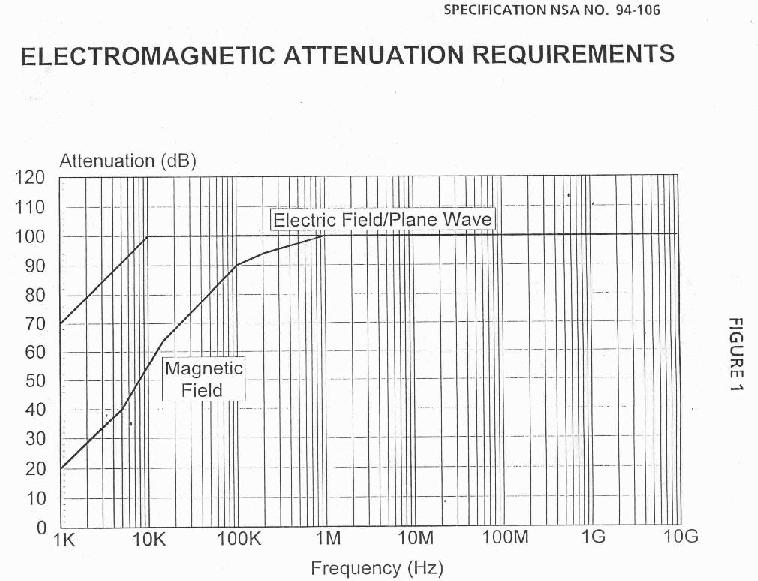 SPECIFICATION NSA NO. 94-106
ELECTROMAGNETIC ATTENUATION REQUIREMENTS
Attenuation (dB)
120
110
100
90
80
70
60
50
40
30
20
10
0
Electric Field/Plane Wave
Magnetic
Field
1K 10K 100K 1M 10M 100M 1G 10G
Frequency (Hz)
FIGURE 1